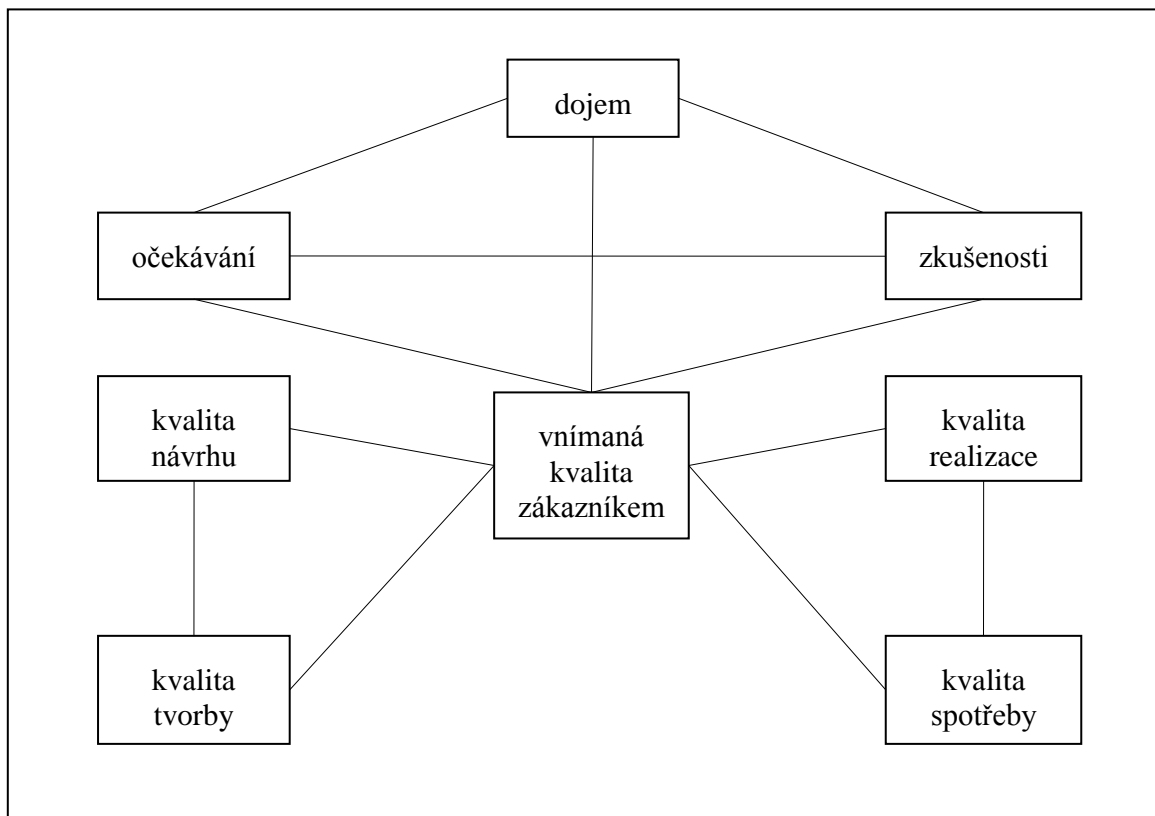 dojem
očekávání
zkušenosti
kvalita
návrhu
vnímaná
kvalita
zákazníkem
kvalita
realizace
kvalita
tvorby
kvalita
spotřeby